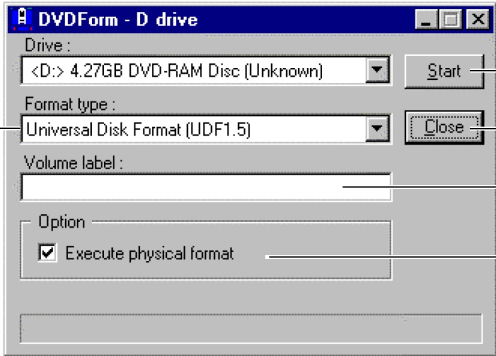 DVDForm - D drive
Drive :
<D:> 4.27GB DVD-RAM Disc (Unknown)
Start
Format type :
Universal Disk Format (UDF1.5)
Close
Volume label :
Option
Execute physical format